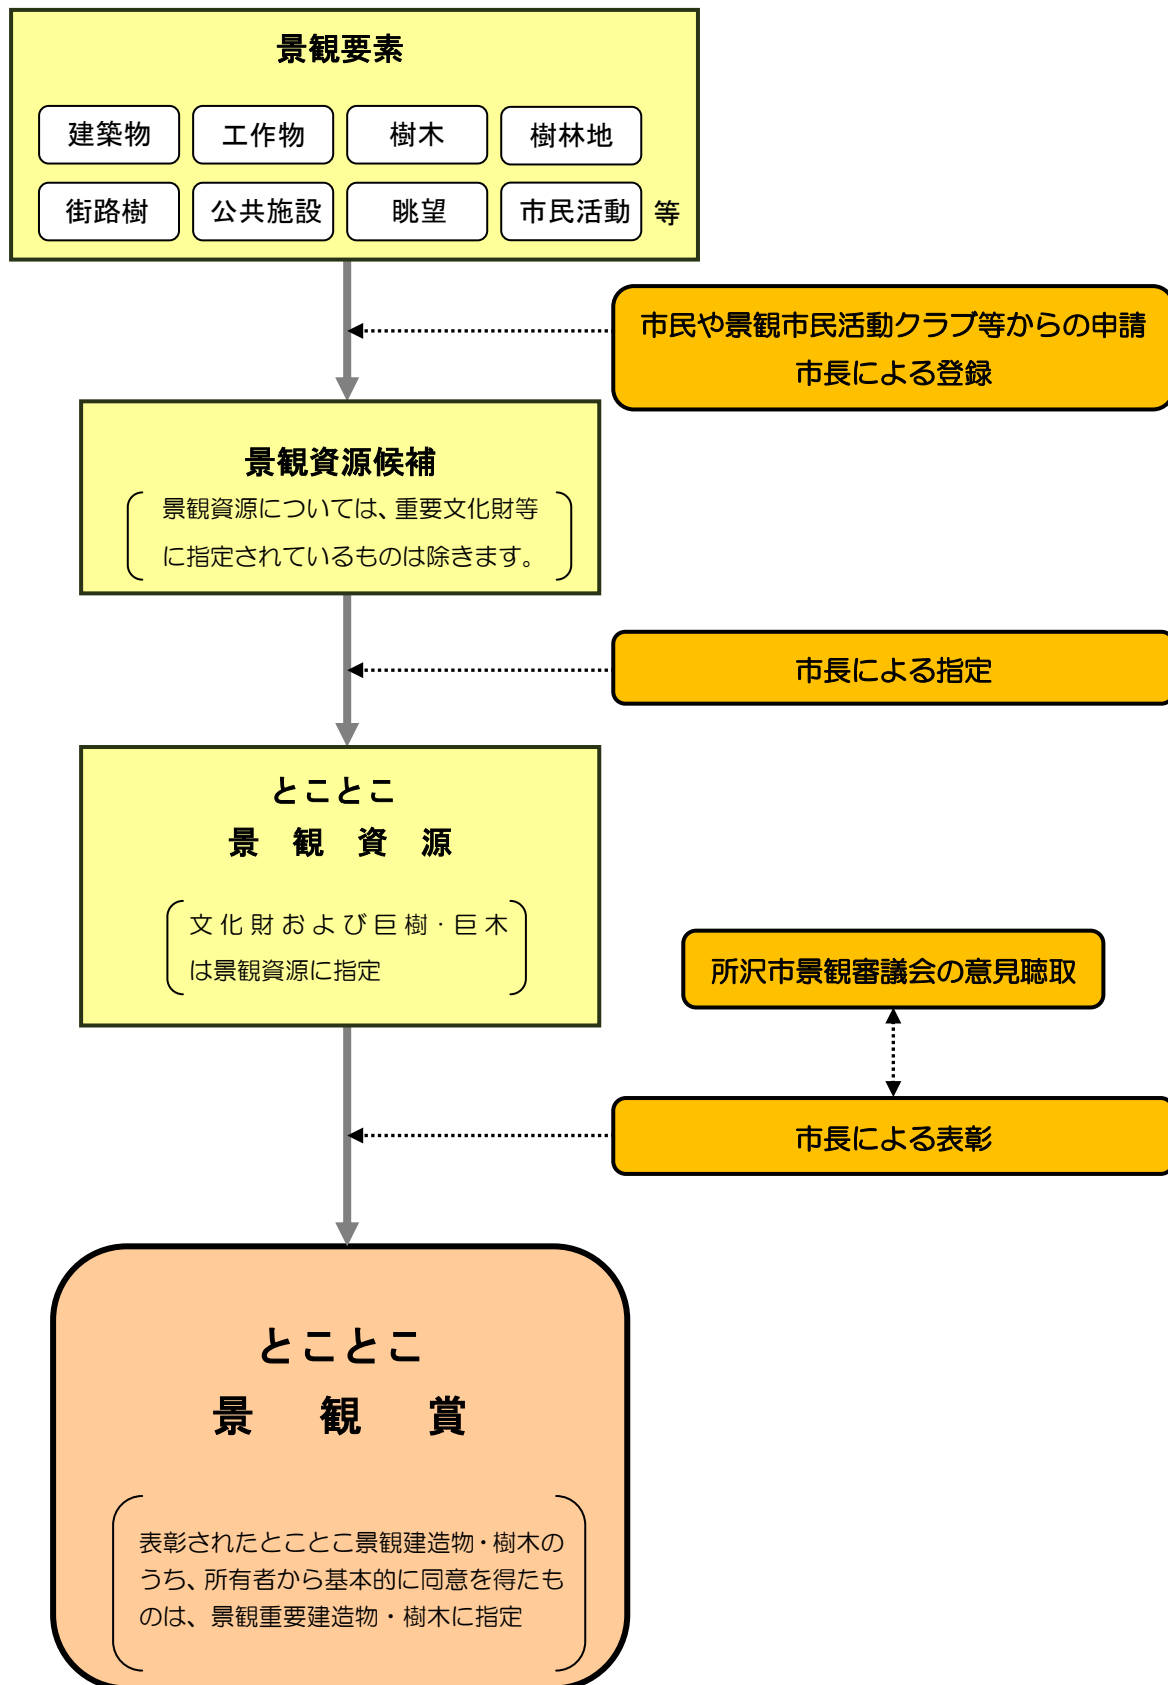 景観要素
建築物
工作物
樹木
樹林地
街路樹
公共施設
眺望
市民活動
等
市民や景観市民活動クラブ等からの申請
市長による登録
景観資源候補
景観資源については、重要文化財等
に指定されているものは除きます。
市長による指定
とことこ
景観資源
文化財および巨樹・巨木
は景観資源に指定
所沢市景観審議会の意見聴取
市長による表彰
とことこ
景観賞
表彰されたとことこ景観建造物・樹木の
うち、所有者から基本的に同意を得たも
のは、景観重要建造物・樹木に指定